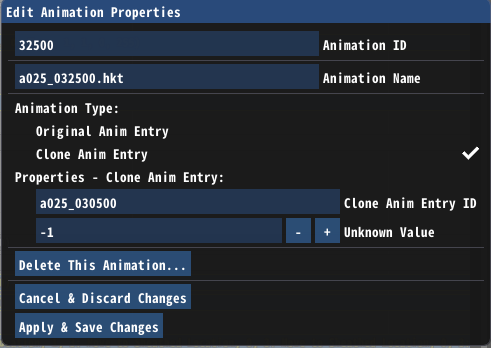 Edit Animation Properties
32500 Animation ID
a025_032500.hkt Animation Name
Animation Type:
Original Anim Entry
Clone Anim Entry
Properties - Clone Anim Entry:
a025_030500 Clone Anim Entry ID
-1 - + Unknown Value
Delete This Animation...
Cancel & Discard Changes
Apply & Save Changes